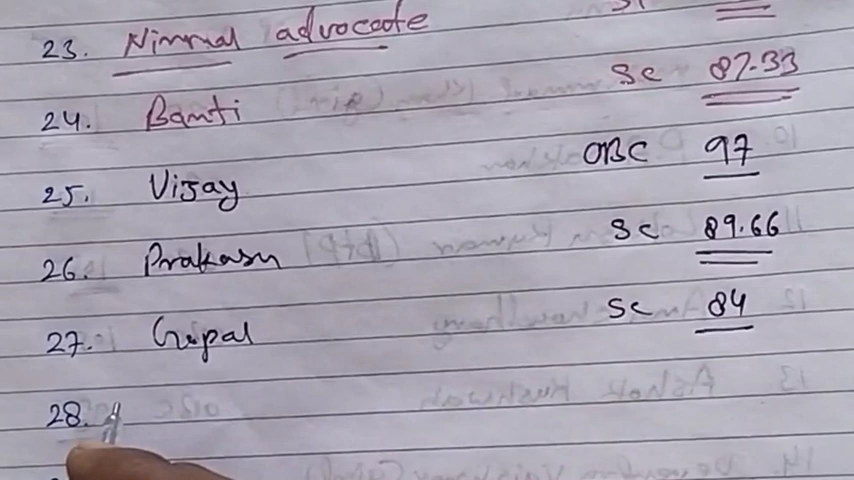 23. Nirmal advocate
24. Bamti SC 87.33
25. Vijay OBC 97
26. Prakash SC 89.66
27. Gopal SC 84
28.